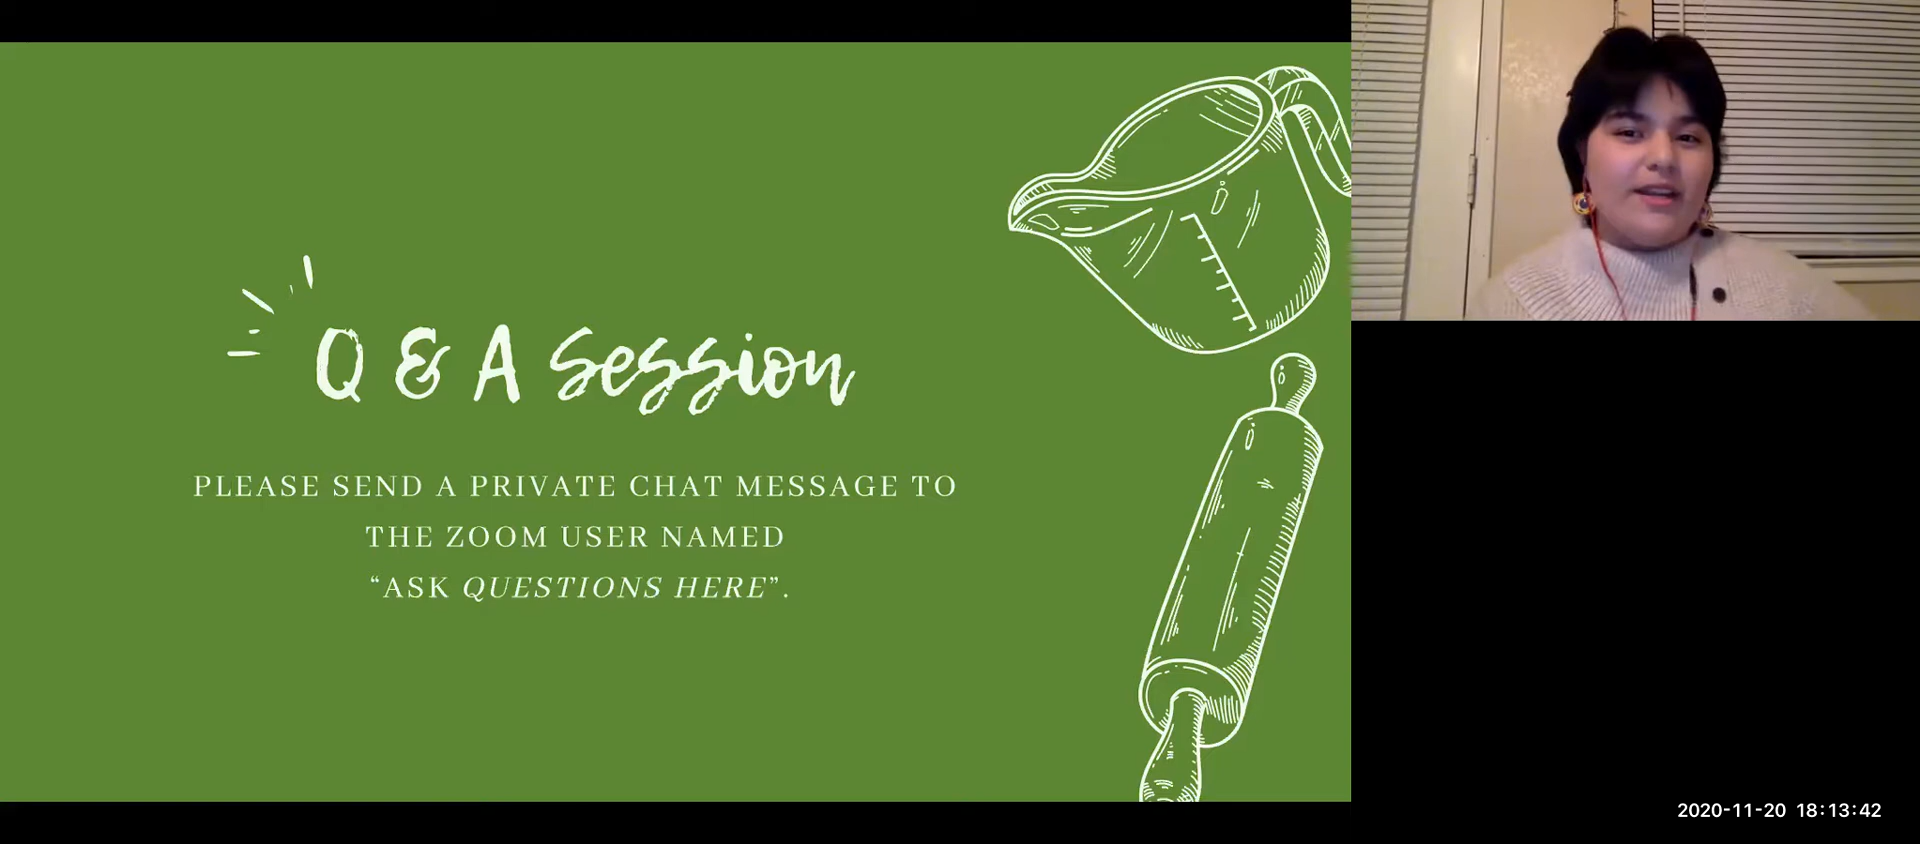 Q & A Session
PLEASE SEND A PRIVATE CHAT MESSAGE TO
THE ZOOM USER NAMED
“ASK QUESTIONS HERE”.
2020-11-20 18:13:42